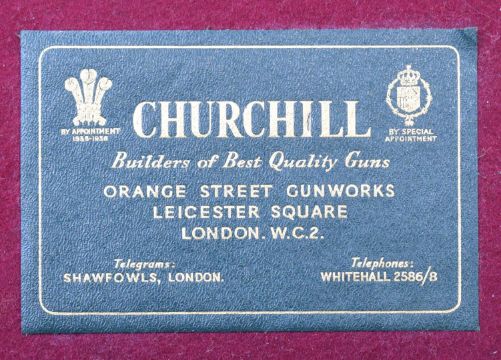 BY APPOINTMENT
1935-1936
CHURCHILL
BY SPECIAL
APPOINTMENT
Builders of Best Quality Guns
ORANGE STREET GUNWORKS
LEICESTER SQUARE
LONDON. W.C.2.
Telegrams:
SHAWFOWLS, LONDON.
Telephones:
WHITEHALL 2586/8